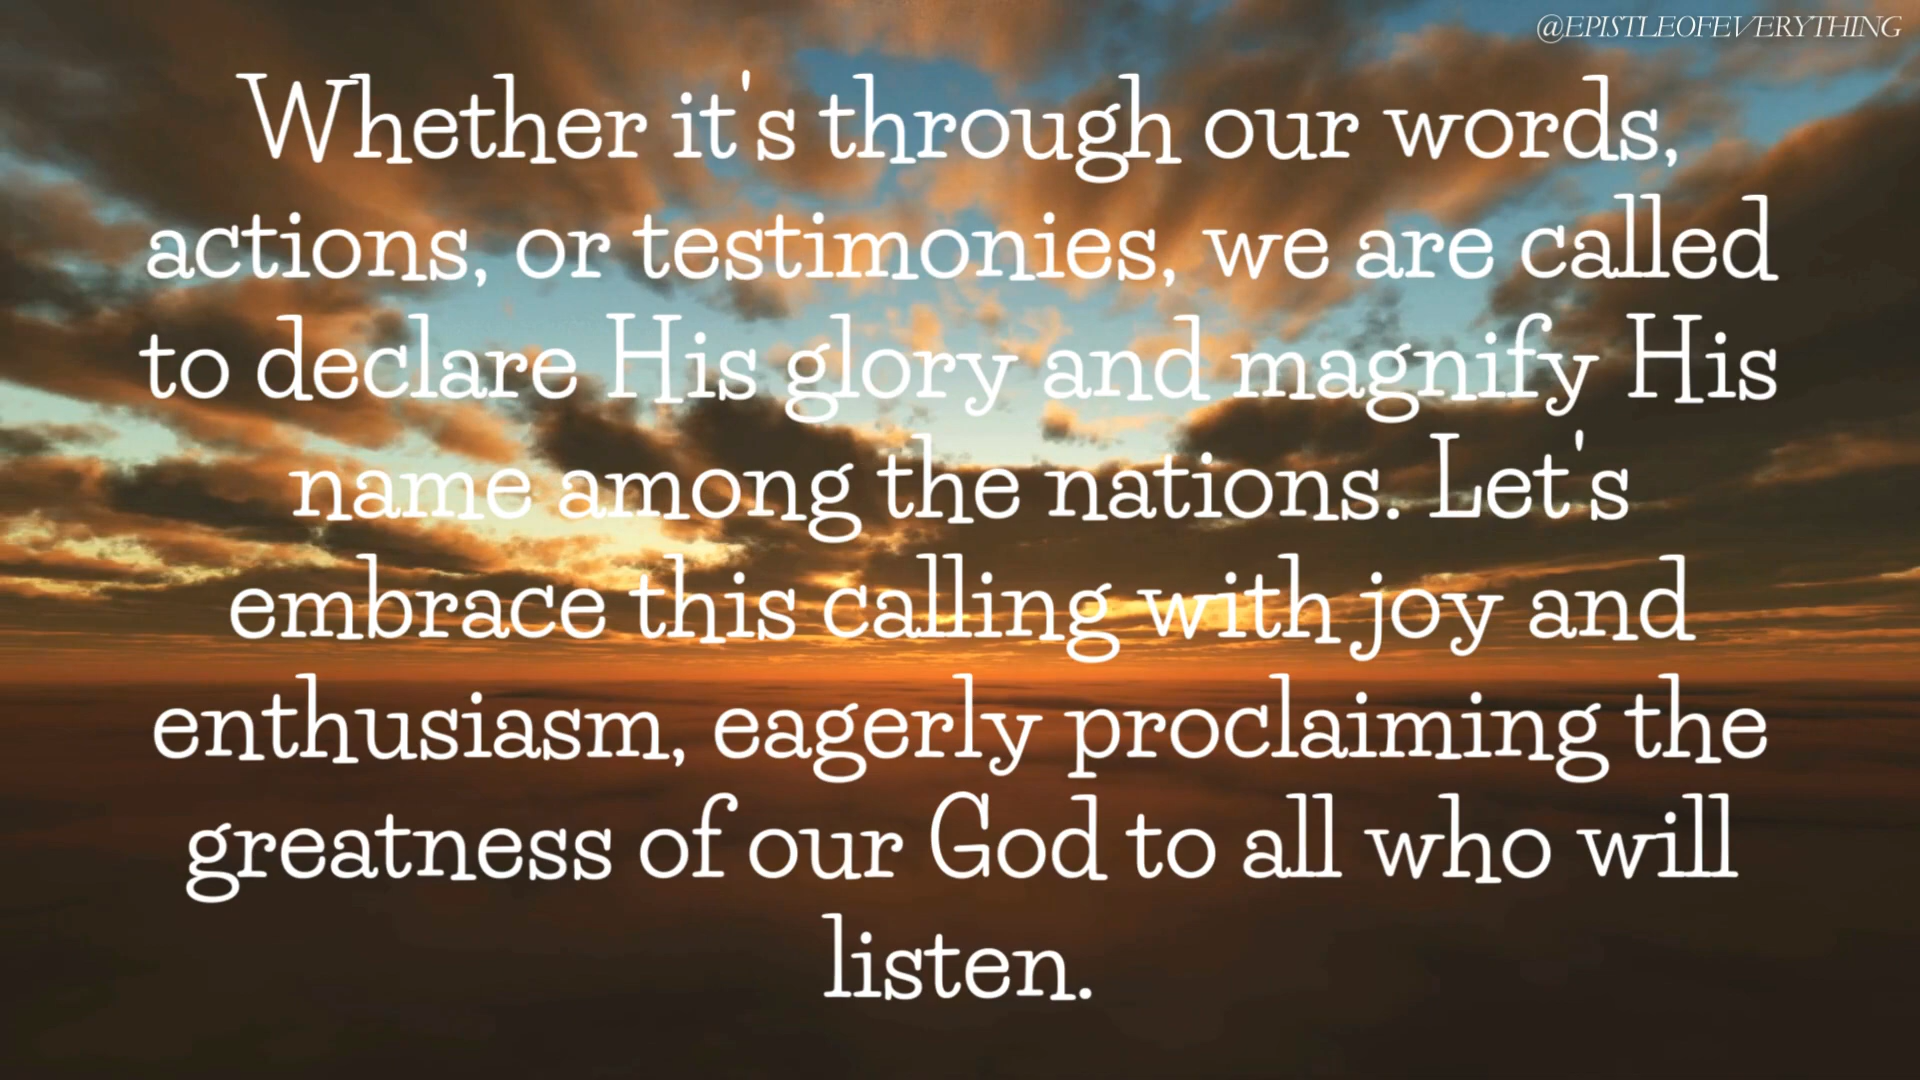 @EPISTLEOFEVERYTHING
Whether it's through our words,
actions, or testimonies, we are called
to declare His glory and magnify His
name among the nations. Let's
embrace this calling with joy and
enthusiasm, eagerly proclaiming the
greatness of our God to all who will
listen.